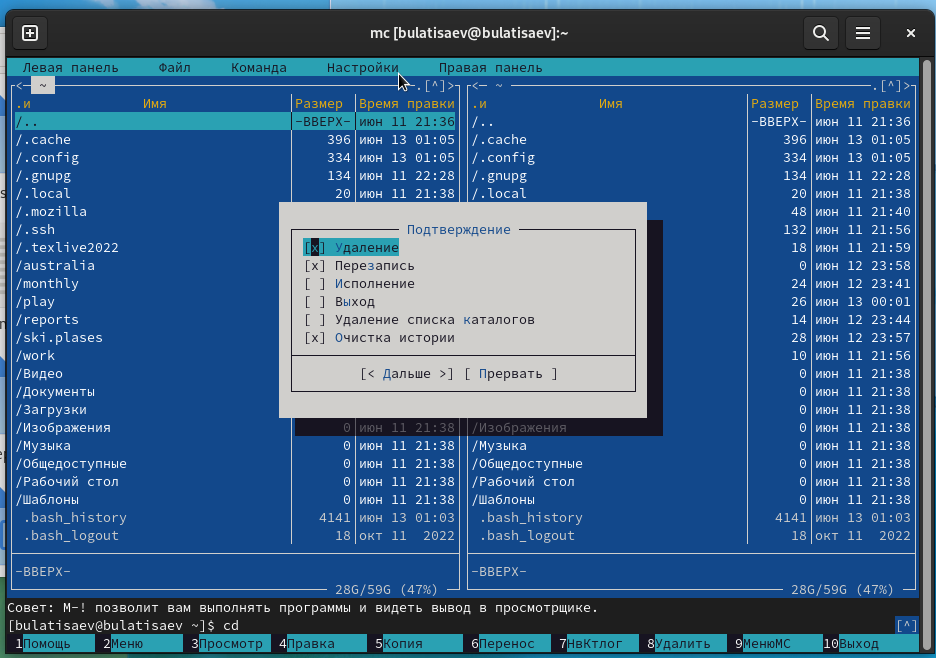 mc [bulatisaev@bulatisaev]:~
Левая панель Файл Команда Настройки Правая панель
<─ ~ .[^]> <─ ~ .[^]>
.и Имя Размер Время правки .и Имя Размер Время правки
/.. -ВВЕРХ- июн 11 21:36 /.. -ВВЕРХ- июн 11 21:36
/.cache 396 июн 13 01:05 /.cache 396 июн 13 01:05
/.config 334 июн 13 01:05 /.config 334 июн 13 01:05
/.gnupg 134 июн 11 22:28 /.gnupg 134 июн 11 22:28
/.local 20 июн 11 21:38 /.local 20 июн 11 21:38
/.mozilla 48 июн 11 21:40
/.ssh Подтверждение 132 июн 11 21:56
/.texlive2022 [x] Удаление 18 июн 11 21:59
/australia [x] Перезапись 0 июн 12 23:58
/monthly [ ] Исполнение 24 июн 12 23:41
/play [ ] Выход 26 июн 13 00:01
/reports [ ] Удаление списка каталогов 14 июн 12 23:44
/ski.plases [x] Очистка истории 28 июн 12 23:57
/work 10 июн 11 21:56
/Видео [< Дальше >] [ Прервать ] 0 июн 11 21:38
/Документы 0 июн 11 21:38
/Загрузки 0 июн 11 21:38
/Изображения 0 июн 11 21:38 /Изображения 0 июн 11 21:38
/Музыка 0 июн 11 21:38 /Музыка 0 июн 11 21:38
/Общедоступные 0 июн 11 21:38 /Общедоступные 0 июн 11 21:38
/Рабочий стол 0 июн 11 21:38 /Рабочий стол 0 июн 11 21:38
/Шаблоны 0 июн 11 21:38 /Шаблоны 0 июн 11 21:38
.bash_history 4141 июн 13 01:03 .bash_history 4141 июн 13 01:03
.bash_logout 18 окт 11 2022 .bash_logout 18 окт 11 2022
-ВВЕРХ- -ВВЕРХ-
28G/59G (47%) 28G/59G (47%)
Совет: M-! позволит вам выполнять программы и видеть вывод в просмотрщике.
[bulatisaev@bulatisaev ~]$ cd [^]
1Помощь 2Меню 3Просмотр 4Правка 5Копия 6Перенос 7НвКтлог 8Удалить 9МенюМС 10Выход